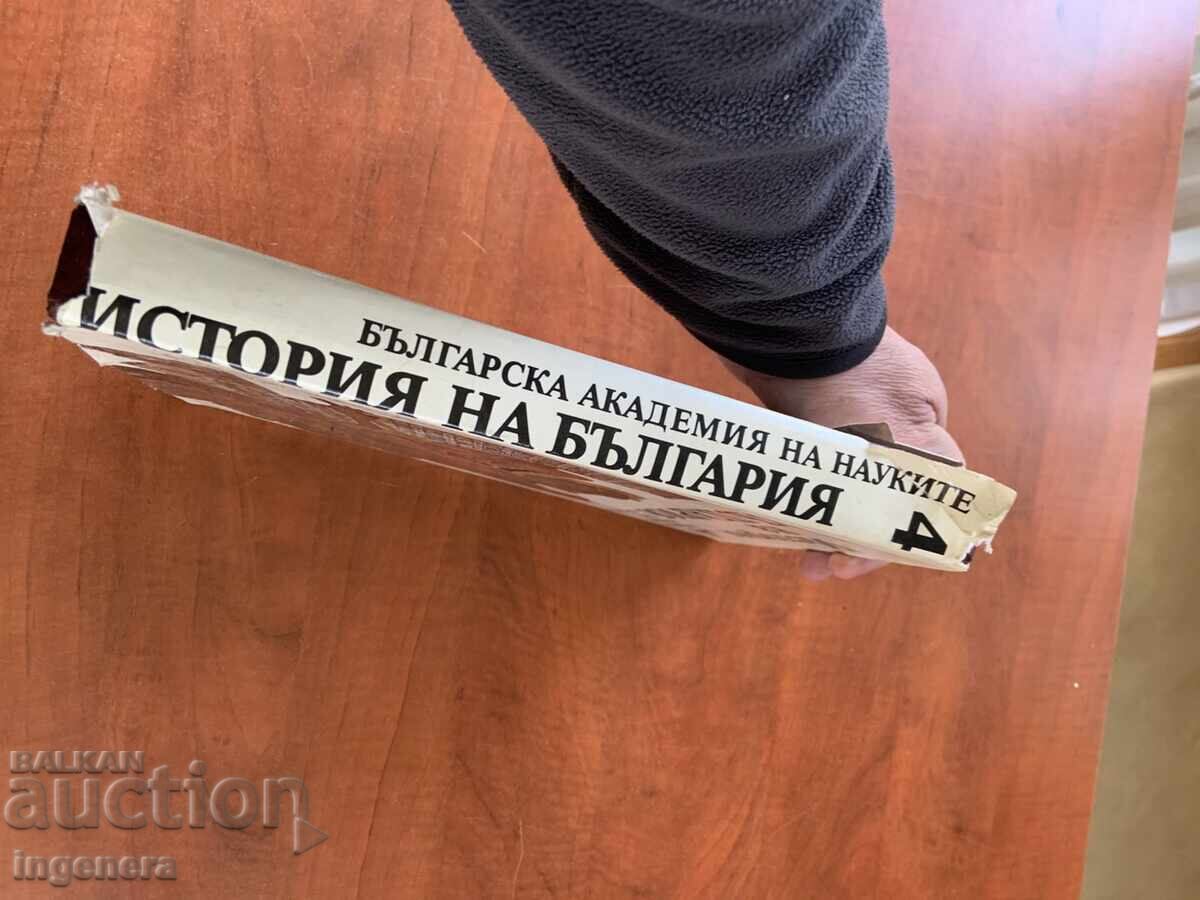 БЪЛГАРСКА АКАДЕМИЯ НА НАУКИТЕ
ИСТОРИЯ НА БЪЛГАРИЯ
4
BALKAN
auction
ingenera